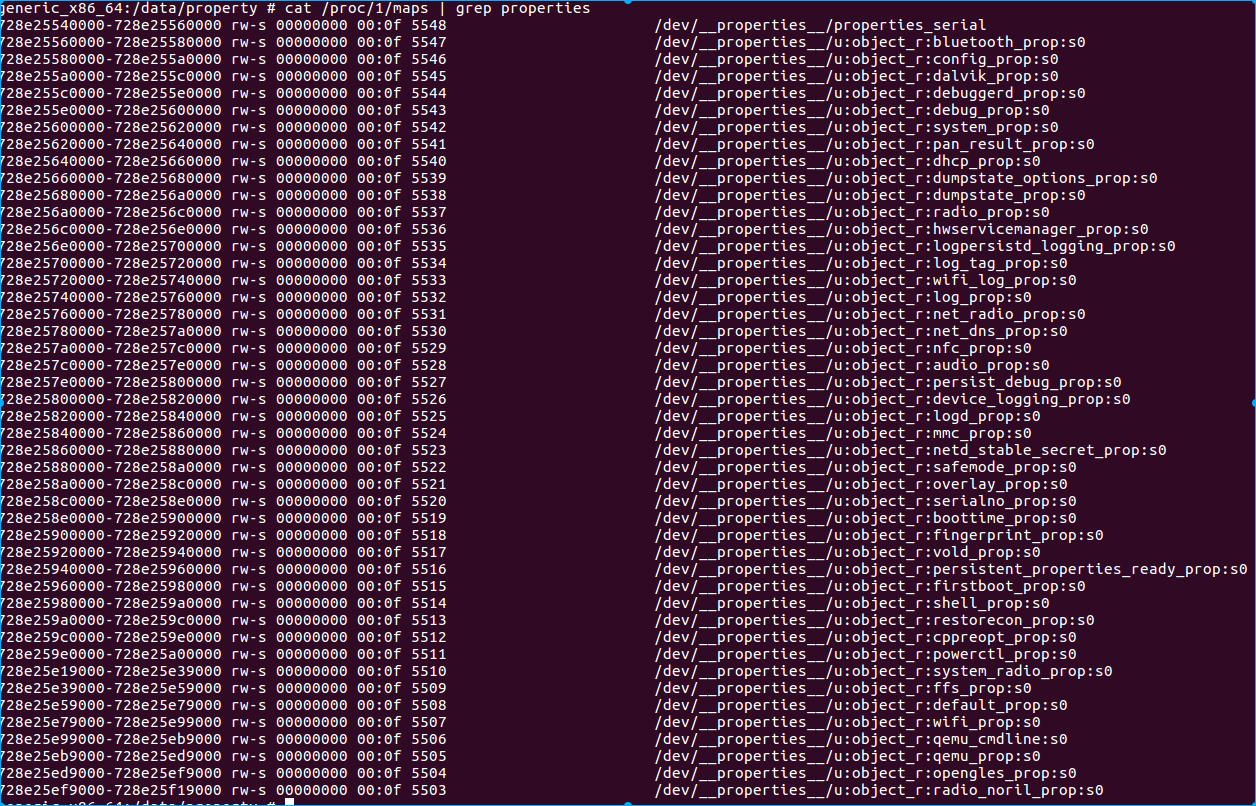 generic_x86_64:/data/property # cat /proc/1/maps | grep properties
728e25540000-728e25560000 rw-s 00000000 00:0f 5548 /dev/__properties__/properties_serial
728e25560000-728e25580000 rw-s 00000000 00:0f 5547 /dev/__properties__/u:object_r:bluetooth_prop:s0
728e25580000-728e255a0000 rw-s 00000000 00:0f 5546 /dev/__properties__/u:object_r:config_prop:s0
728e255a0000-728e255c0000 rw-s 00000000 00:0f 5545 /dev/__properties__/u:object_r:dalvik_prop:s0
728e255c0000-728e255e0000 rw-s 00000000 00:0f 5544 /dev/__properties__/u:object_r:debuggerd_prop:s0
728e255e0000-728e25600000 rw-s 00000000 00:0f 5543 /dev/__properties__/u:object_r:debug_prop:s0
728e25600000-728e25620000 rw-s 00000000 00:0f 5542 /dev/__properties__/u:object_r:system_prop:s0
728e25620000-728e25640000 rw-s 00000000 00:0f 5541 /dev/__properties__/u:object_r:pan_result_prop:s0
728e25640000-728e25660000 rw-s 00000000 00:0f 5540 /dev/__properties__/u:object_r:dhcp_prop:s0
728e25660000-728e25680000 rw-s 00000000 00:0f 5539 /dev/__properties__/u:object_r:dumpstate_options_prop:s0
728e25680000-728e256a0000 rw-s 00000000 00:0f 5538 /dev/__properties__/u:object_r:dumpstate_prop:s0
728e256a0000-728e256c0000 rw-s 00000000 00:0f 5537 /dev/__properties__/u:object_r:radio_prop:s0
728e256c0000-728e256e0000 rw-s 00000000 00:0f 5536 /dev/__properties__/u:object_r:hwservicemanager_prop:s0
728e256e0000-728e25700000 rw-s 00000000 00:0f 5535 /dev/__properties__/u:object_r:logpersistd_logging_prop:s0
728e25700000-728e25720000 rw-s 00000000 00:0f 5534 /dev/__properties__/u:object_r:log_tag_prop:s0
728e25720000-728e25740000 rw-s 00000000 00:0f 5533 /dev/__properties__/u:object_r:wifi_log_prop:s0
728e25740000-728e25760000 rw-s 00000000 00:0f 5532 /dev/__properties__/u:object_r:log_prop:s0
728e25760000-728e25780000 rw-s 00000000 00:0f 5531 /dev/__properties__/u:object_r:net_radio_prop:s0
728e25780000-728e257a0000 rw-s 00000000 00:0f 5530 /dev/__properties__/u:object_r:net_dns_prop:s0
728e257a0000-728e257c0000 rw-s 00000000 00:0f 5529 /dev/__properties__/u:object_r:nfc_prop:s0
728e257c0000-728e257e0000 rw-s 00000000 00:0f 5528 /dev/__properties__/u:object_r:audio_prop:s0
728e257e0000-728e25800000 rw-s 00000000 00:0f 5527 /dev/__properties__/u:object_r:persist_debug_prop:s0
728e25800000-728e25820000 rw-s 00000000 00:0f 5526 /dev/__properties__/u:object_r:device_logging_prop:s0
728e25820000-728e25840000 rw-s 00000000 00:0f 5525 /dev/__properties__/u:object_r:logd_prop:s0
728e25840000-728e25860000 rw-s 00000000 00:0f 5524 /dev/__properties__/u:object_r:mmc_prop:s0
728e25860000-728e25880000 rw-s 00000000 00:0f 5523 /dev/__properties__/u:object_r:netd_stable_secret_prop:s0
728e25880000-728e258a0000 rw-s 00000000 00:0f 5522 /dev/__properties__/u:object_r:safemode_prop:s0
728e258a0000-728e258c0000 rw-s 00000000 00:0f 5521 /dev/__properties__/u:object_r:overlay_prop:s0
728e258c0000-728e258e0000 rw-s 00000000 00:0f 5520 /dev/__properties__/u:object_r:serialno_prop:s0
728e258e0000-728e25900000 rw-s 00000000 00:0f 5519 /dev/__properties__/u:object_r:boottime_prop:s0
728e25900000-728e25920000 rw-s 00000000 00:0f 5518 /dev/__properties__/u:object_r:fingerprint_prop:s0
728e25920000-728e25940000 rw-s 00000000 00:0f 5517 /dev/__properties__/u:object_r:vold_prop:s0
728e25940000-728e25960000 rw-s 00000000 00:0f 5516 /dev/__properties__/u:object_r:persistent_properties_ready_prop:s0
728e25960000-728e25980000 rw-s 00000000 00:0f 5515 /dev/__properties__/u:object_r:firstboot_prop:s0
728e25980000-728e259a0000 rw-s 00000000 00:0f 5514 /dev/__properties__/u:object_r:shell_prop:s0
728e259a0000-728e259c0000 rw-s 00000000 00:0f 5513 /dev/__properties__/u:object_r:restorecon_prop:s0
728e259c0000-728e259e0000 rw-s 00000000 00:0f 5512 /dev/__properties__/u:object_r:cppreopt_prop:s0
728e259e0000-728e25a00000 rw-s 00000000 00:0f 5511 /dev/__properties__/u:object_r:powerctl_prop:s0
728e25e19000-728e25e39000 rw-s 00000000 00:0f 5510 /dev/__properties__/u:object_r:system_radio_prop:s0
728e25e39000-728e25e59000 rw-s 00000000 00:0f 5509 /dev/__properties__/u:object_r:ffs_prop:s0
728e25e59000-728e25e79000 rw-s 00000000 00:0f 5508 /dev/__properties__/u:object_r:default_prop:s0
728e25e79000-728e25e99000 rw-s 00000000 00:0f 5507 /dev/__properties__/u:object_r:wifi_prop:s0
728e25e99000-728e25eb9000 rw-s 00000000 00:0f 5506 /dev/__properties__/u:object_r:qemu_cmdline:s0
728e25eb9000-728e25ed9000 rw-s 00000000 00:0f 5505 /dev/__properties__/u:object_r:qemu_prop:s0
728e25ed9000-728e25ef9000 rw-s 00000000 00:0f 5504 /dev/__properties__/u:object_r:opengles_prop:s0
728e25ef9000-728e25f19000 rw-s 00000000 00:0f 5503 /dev/__properties__/u:object_r:radio_noril_prop:s0
generic_x86_64:/data/property #